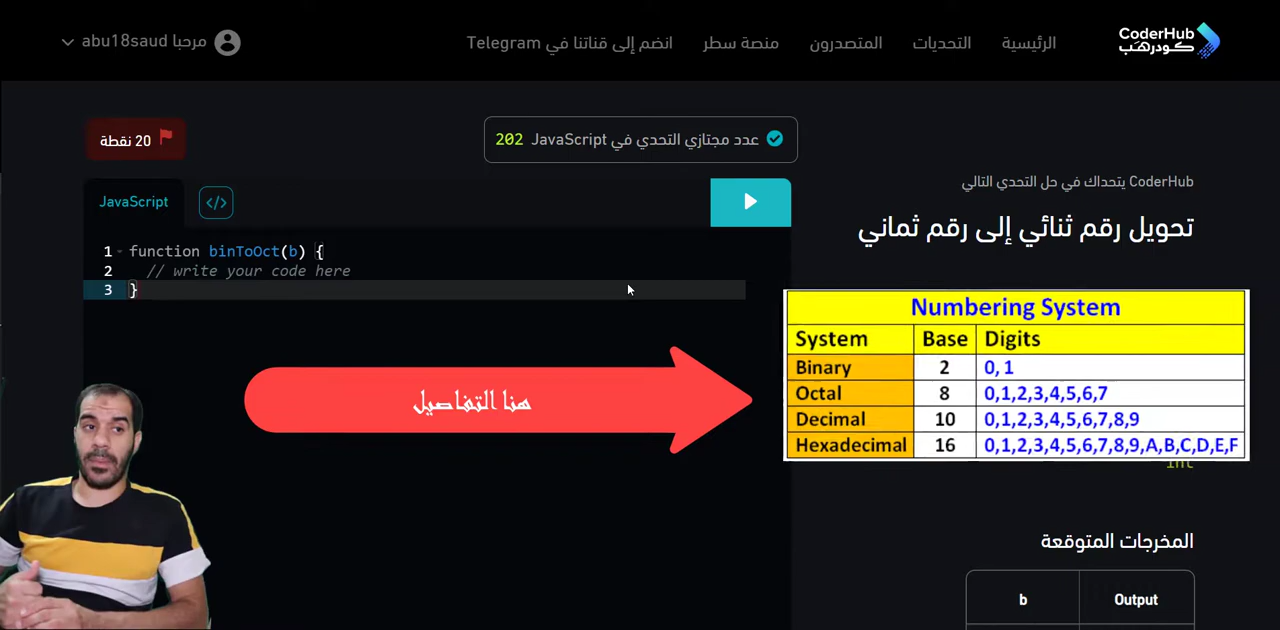 CoderHub
كودرهَب
الرئيسية
التحديات
المتصدرون
منصة سطر
انضم إلى قناتنا في Telegram
مرحبا abu18saud
20 نقطة
عدد مجتازي التحدي في JavaScript 202
JavaScript
</>
1 function binToOct(b) {
2 // write your code here
3 }
CoderHub يتحداك في حل التحدي التالي
تحويل رقم ثنائي إلى رقم ثماني
هنا التفاصيل
Numbering System
System Base Digits
Binary 2 0, 1
Octal 8 0,1,2,3,4,5,6,7
Decimal 10 0,1,2,3,4,5,6,7,8,9
Hexadecimal 16 0,1,2,3,4,5,6,7,8,9,A,B,C,D,E,F
int
المخرجات المتوقعة
b Output